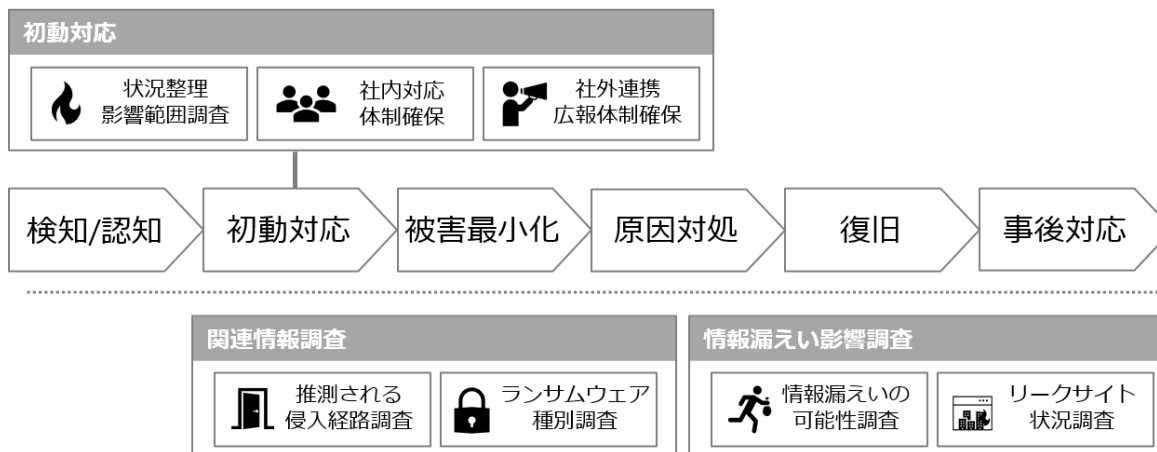 初動対応
状況整理
影響範囲調査
社内対応
体制確保
社外連携
広報体制確保
検知/認知
初動対応
被害最小化
原因対処
復旧
事後対応
関連情報調査
推測される
侵入経路調査
ランサムウェア
種別調査
情報漏えい影響調査
情報漏えいの
可能性調査
リークサイト
状況調査